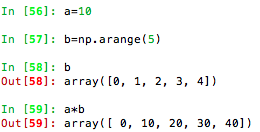 In [56]: a=10
In [57]: b=np.arange(5)
In [58]: b
Out[58]: array([0, 1, 2, 3, 4])
In [59]: a*b
Out[59]: array([ 0, 10, 20, 30, 40])